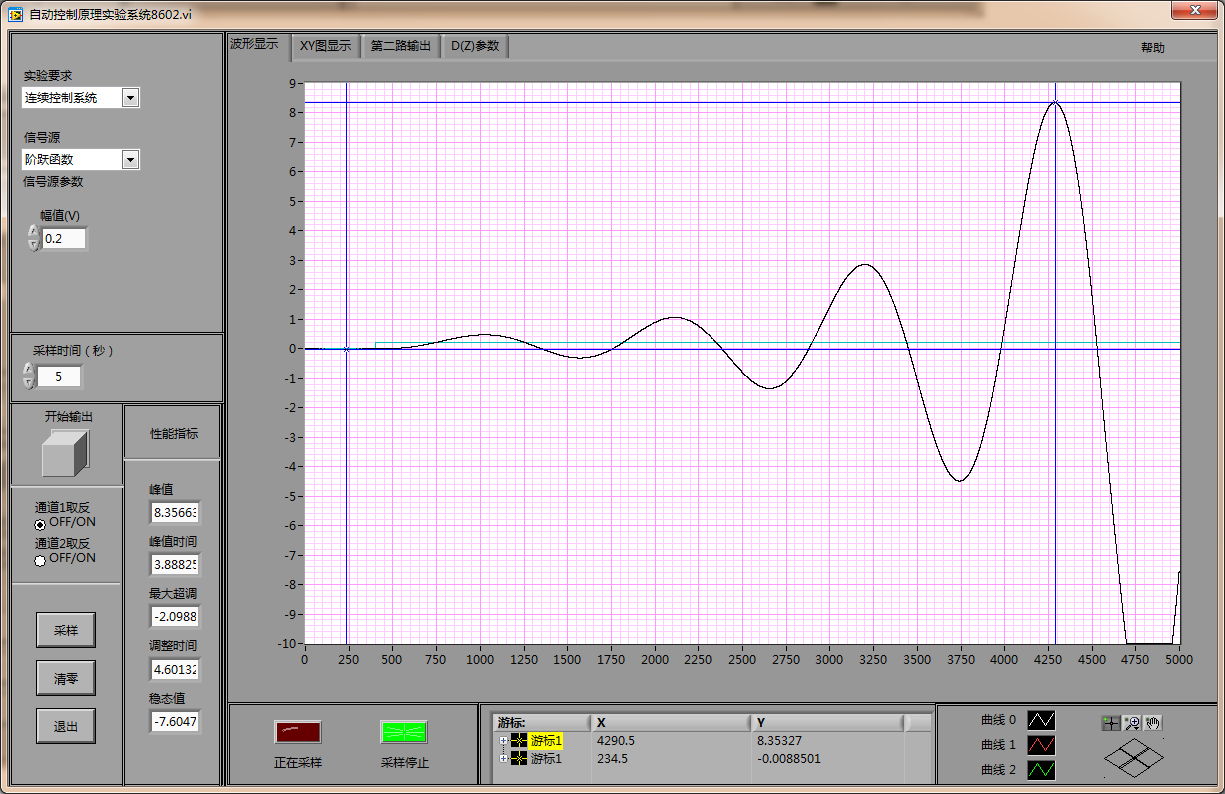 自动控制原理实验系统8602.vi
波形显示
XY图显示
第二路输出
D(Z)参数
帮助
实验要求
连续控制系统
信号源
阶跃函数
信号源参数
幅值(V)
0.2
采样时间(秒)
5
开始输出
通道1取反
OFF/ON
通道2取反
OFF/ON
采样
清零
退出
性能指标
峰值
8.3566
峰值时间
3.8882
最大超调
-2.0988
调整时间
4.60132
稳态值
-7.6047
9
8
7
6
5
4
3
2
1
0
-1
-2
-3
-4
-5
-6
-7
-8
-9
-10
0 250 500 750 1000 1250 1500 1750 2000 2250 2500 2750 3000 3250 3500 3750 4000 4250 4500 4750 5000
正在采样
采样停止
游标: X Y
游标1 4290.5 8.35327
游标1 234.5 -0.0088501
曲线 0
曲线 1
曲线 2